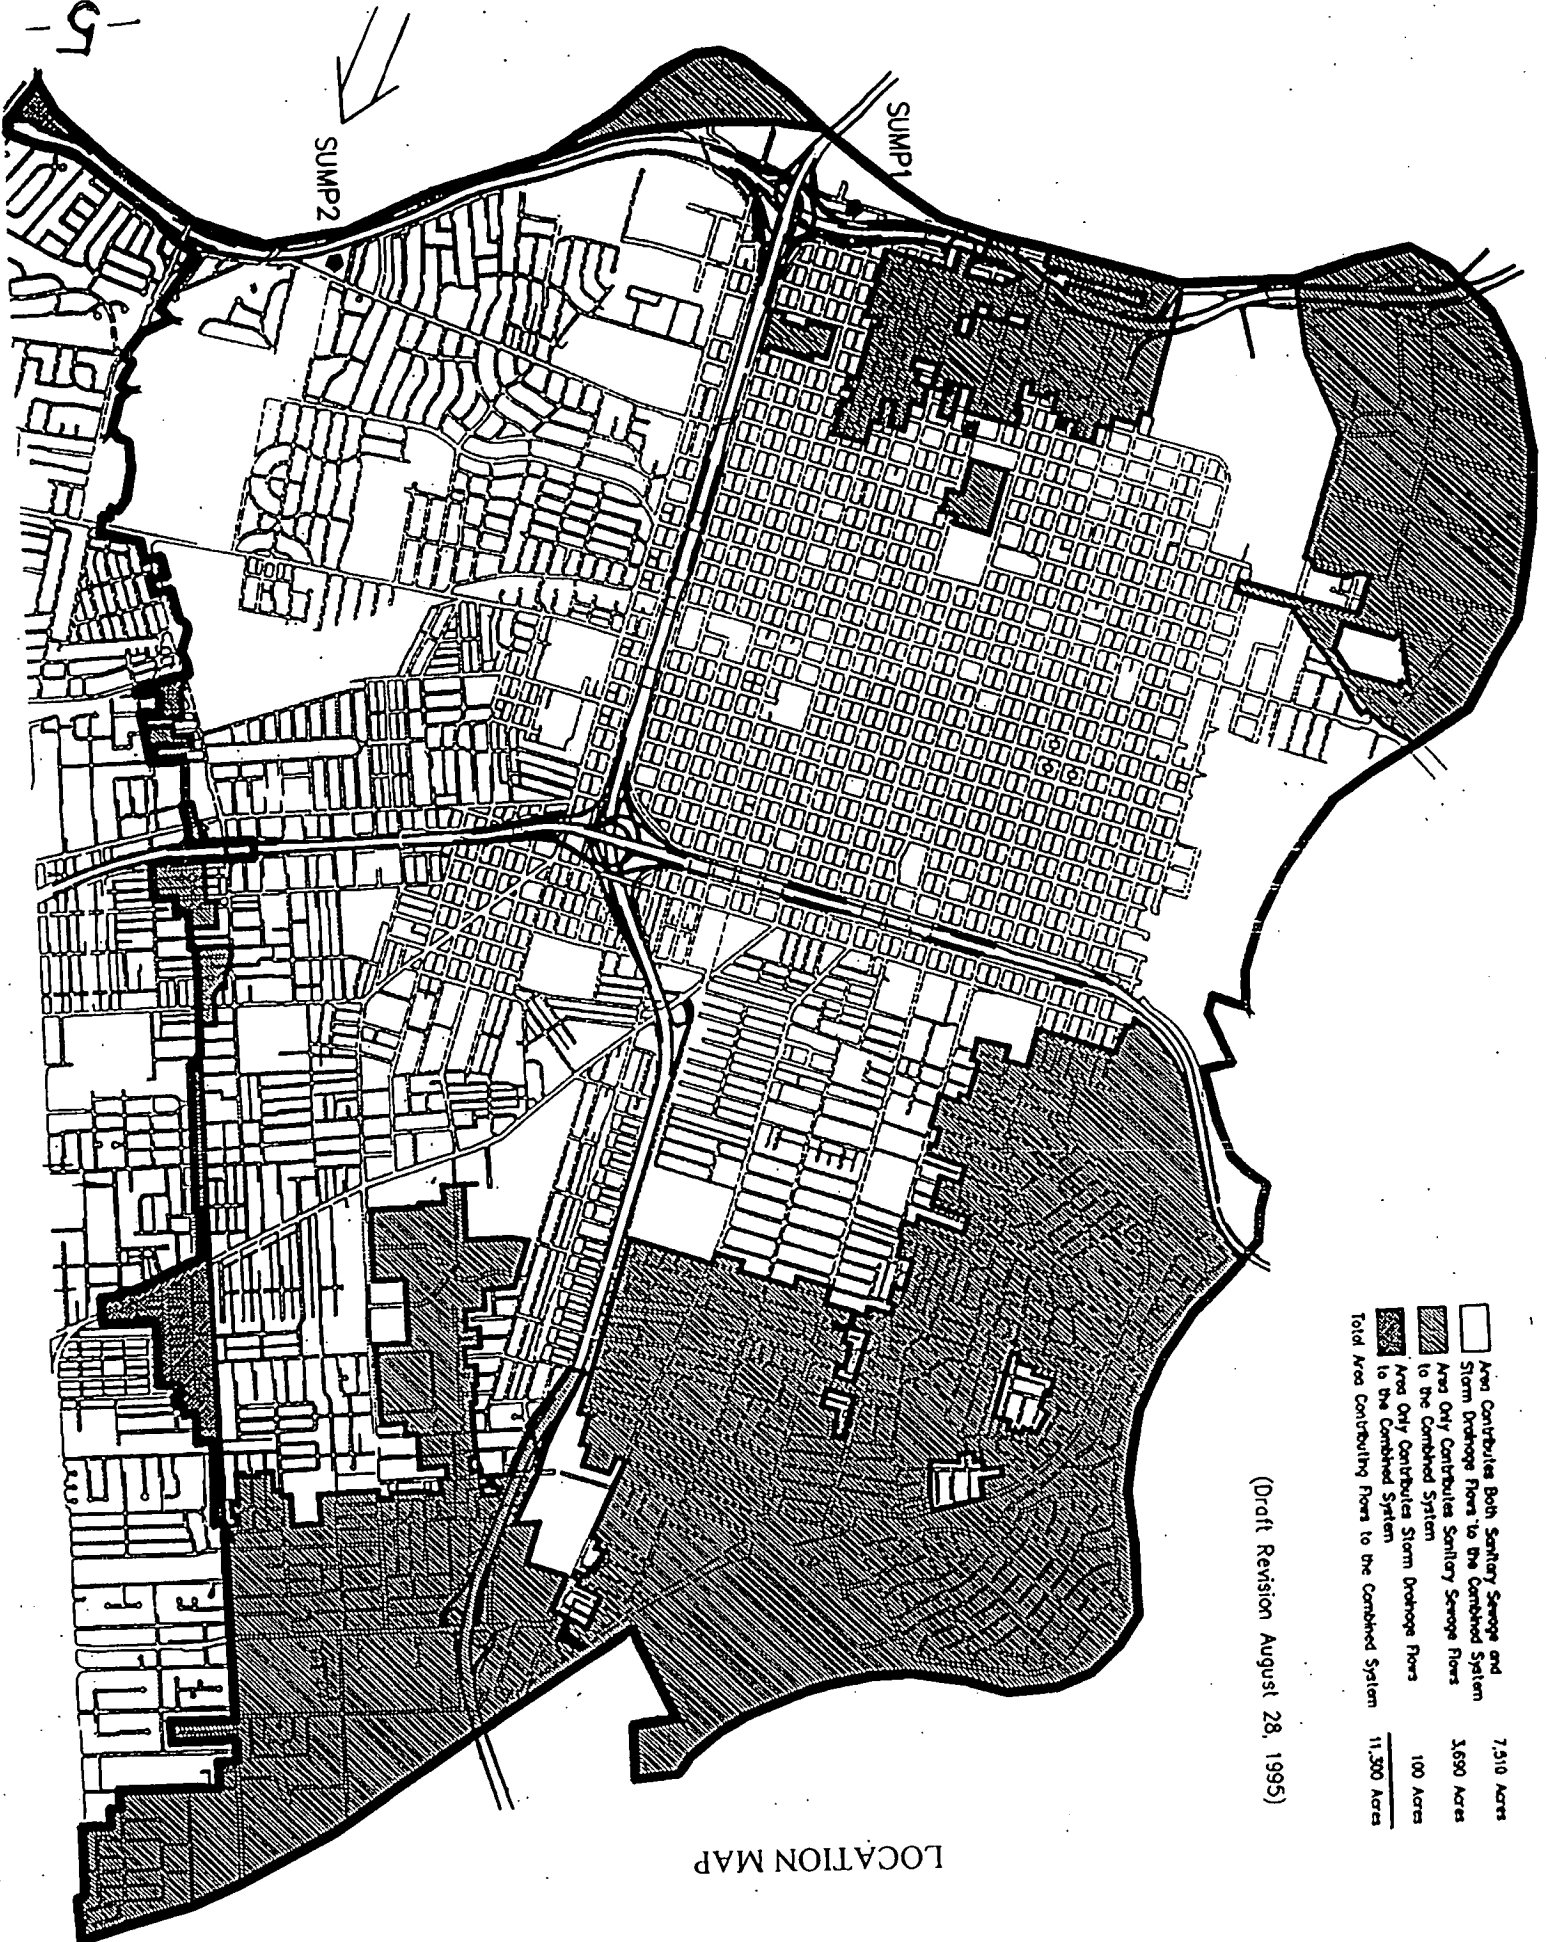 Area Contributes Both Sanitary Sewage and
Storm Drainage Flows to the Combined System 7,510 Acres
Area Only Contributes Sanitary Sewage Flows
to the Combined System 3,690 Acres
Area Only Contributes Storm Drainage Flows
to the Combined System 100 Acres
Total Area Contributing Flows to the Combined System 11,300 Acres
(Draft Revision August 28, 1995)
SUMP1
SUMP2
LOCATION MAP
-5-